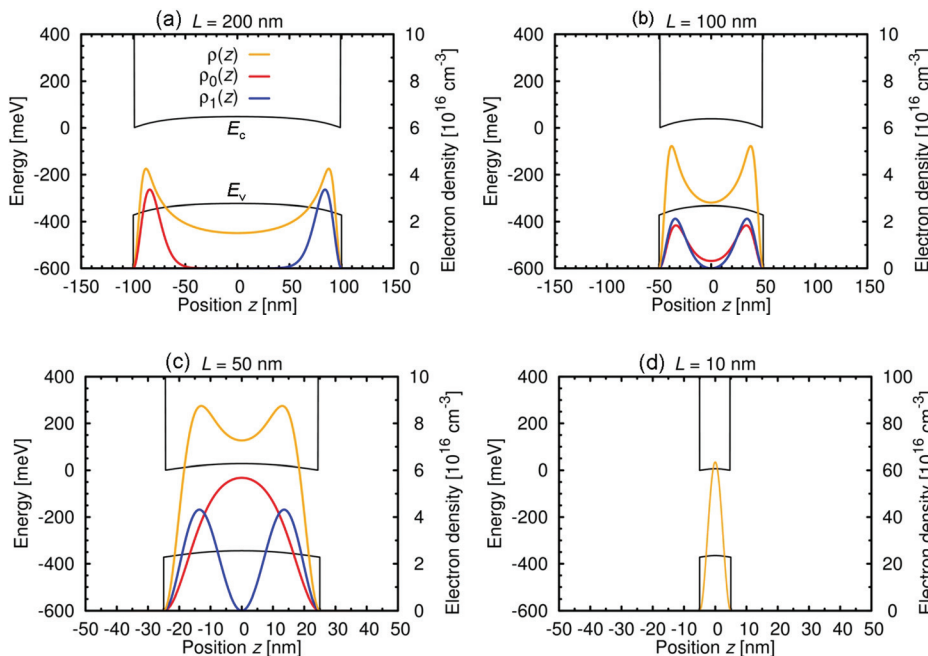 (a) L = 200 nm
400
200
0
-200
-400
-600
Energy [meV]
ρ(z)
ρ0(z)
ρ1(z)
Ec
Ev
10
8
6
4
2
0
Electron density [10^16 cm^-3]
-150 -100 -50 0 50 100 150
Position z [nm]
(b) L = 100 nm
400
200
0
-200
-400
-600
Energy [meV]
10
8
6
4
2
0
Electron density [10^16 cm^-3]
-150 -100 -50 0 50 100 150
Position z [nm]
(c) L = 50 nm
400
200
0
-200
-400
-600
Energy [meV]
10
8
6
4
2
0
Electron density [10^16 cm^-3]
-50 -40 -30 -20 -10 0 10 20 30 40 50
Position z [nm]
(d) L = 10 nm
400
200
0
-200
-400
-600
Energy [meV]
100
80
60
40
20
0
Electron density [10^16 cm^-3]
-50 -40 -30 -20 -10 0 10 20 30 40 50
Position z [nm]